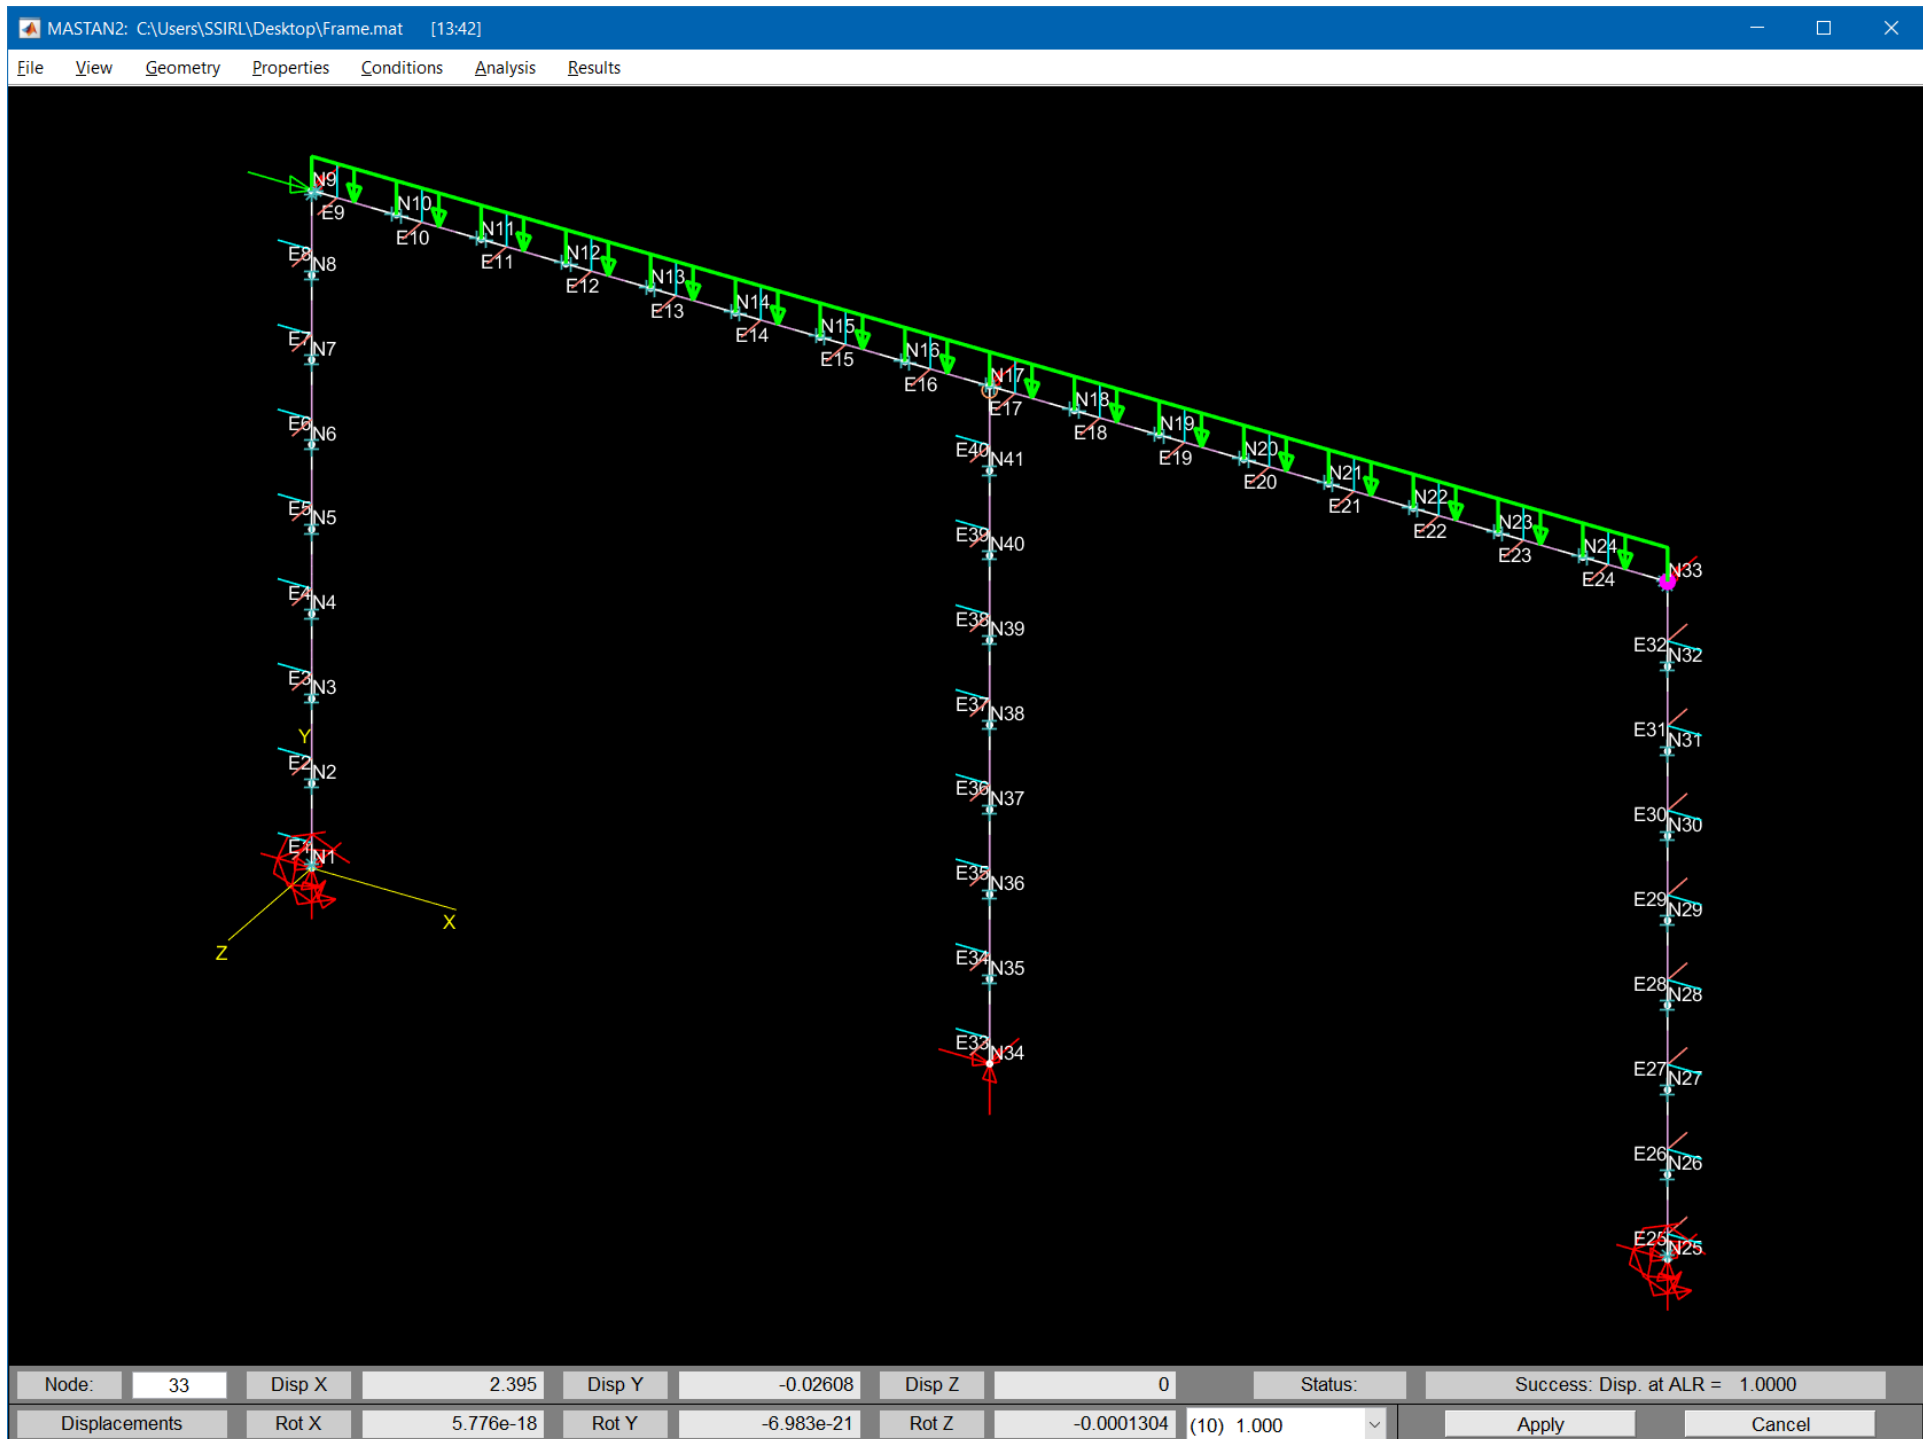 MASTAN2: C:\Users\SSIRL\Desktop\Frame.mat [13:42]
File View Geometry Properties Conditions Analysis Results
N9
E9
N10
E10
N11
E11
N12
E12
N13
E13
N14
E14
N15
E15
N16
E16
N17
E17
N18
E18
N19
E19
N20
E20
N21
E21
N22
E22
N23
E23
N24
E24
N33
E8 N8
E7 N7
E6 N6
E5 N5
E4 N4
E3 N3
Y
E2 N2
E1 N1
X
Z
E40 N41
E39 N40
E38 N39
E37 N38
E36 N37
E35 N36
E34 N35
E33 N34
E32 N32
E31 N31
E30 N30
E29 N29
E28 N28
E27 N27
E26 N26
E25 N25
Node: 33 Disp X 2.395 Disp Y -0.02608 Disp Z 0 Status: Success: Disp. at ALR = 1.0000
Displacements Rot X 5.776e-18 Rot Y -6.983e-21 Rot Z -0.0001304 (10) 1.000 Apply Cancel